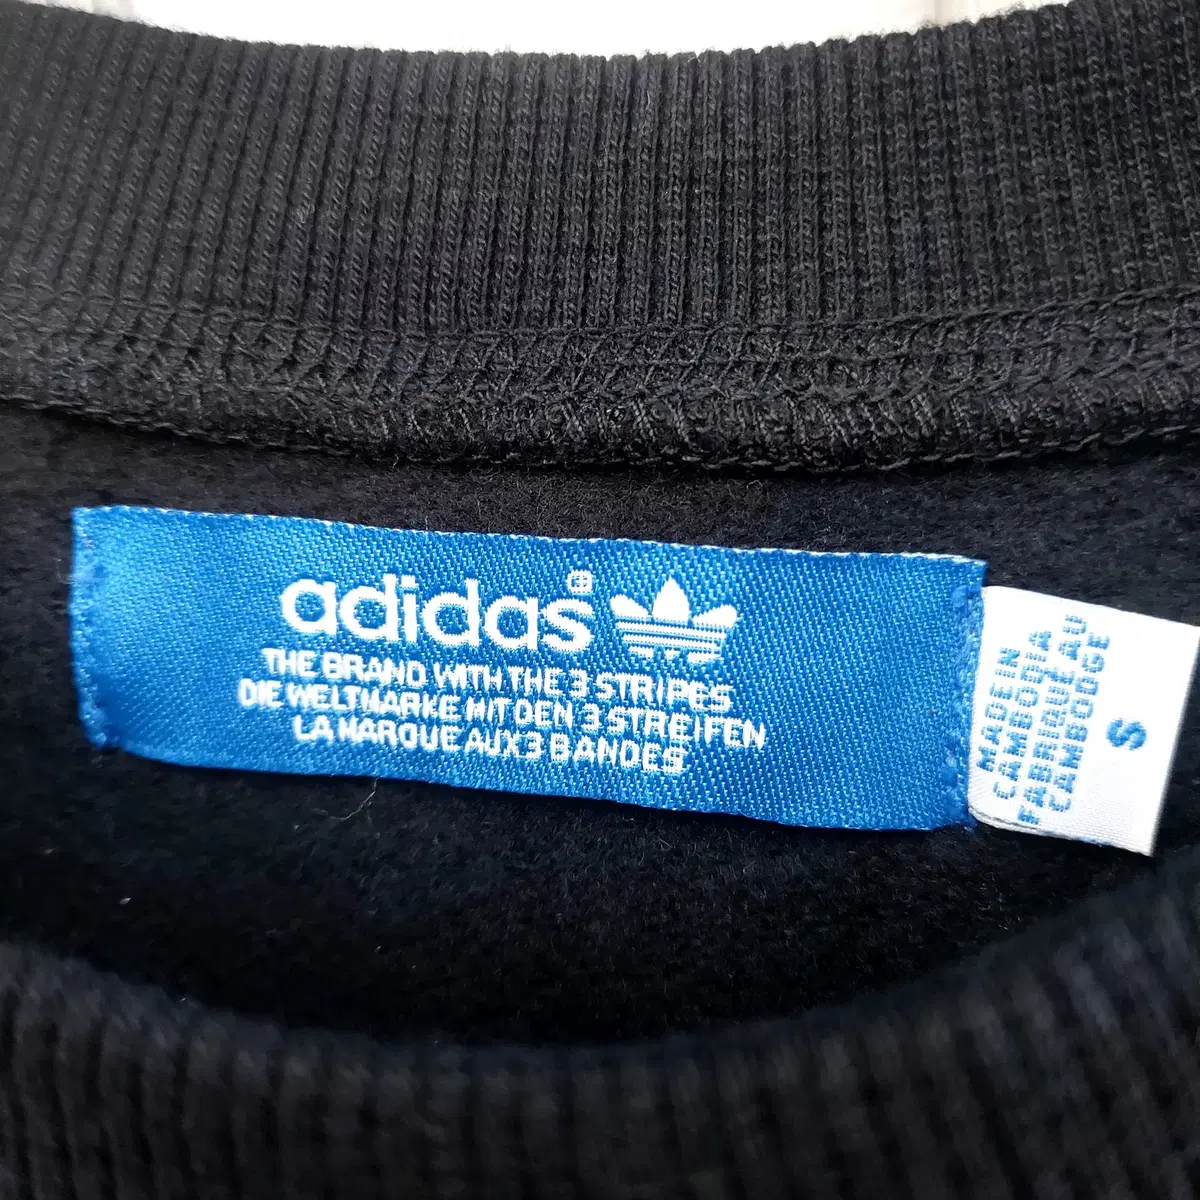 adidas®
THE BRAND WITH THE 3 STRIPES
DIE WELTMARKE MIT DEN 3 STREIFEN
LA MARQUE AUX 3 BANDES
MADE IN
CAMBODIA
FABRIQUÉ AU
CAMBODGE
S